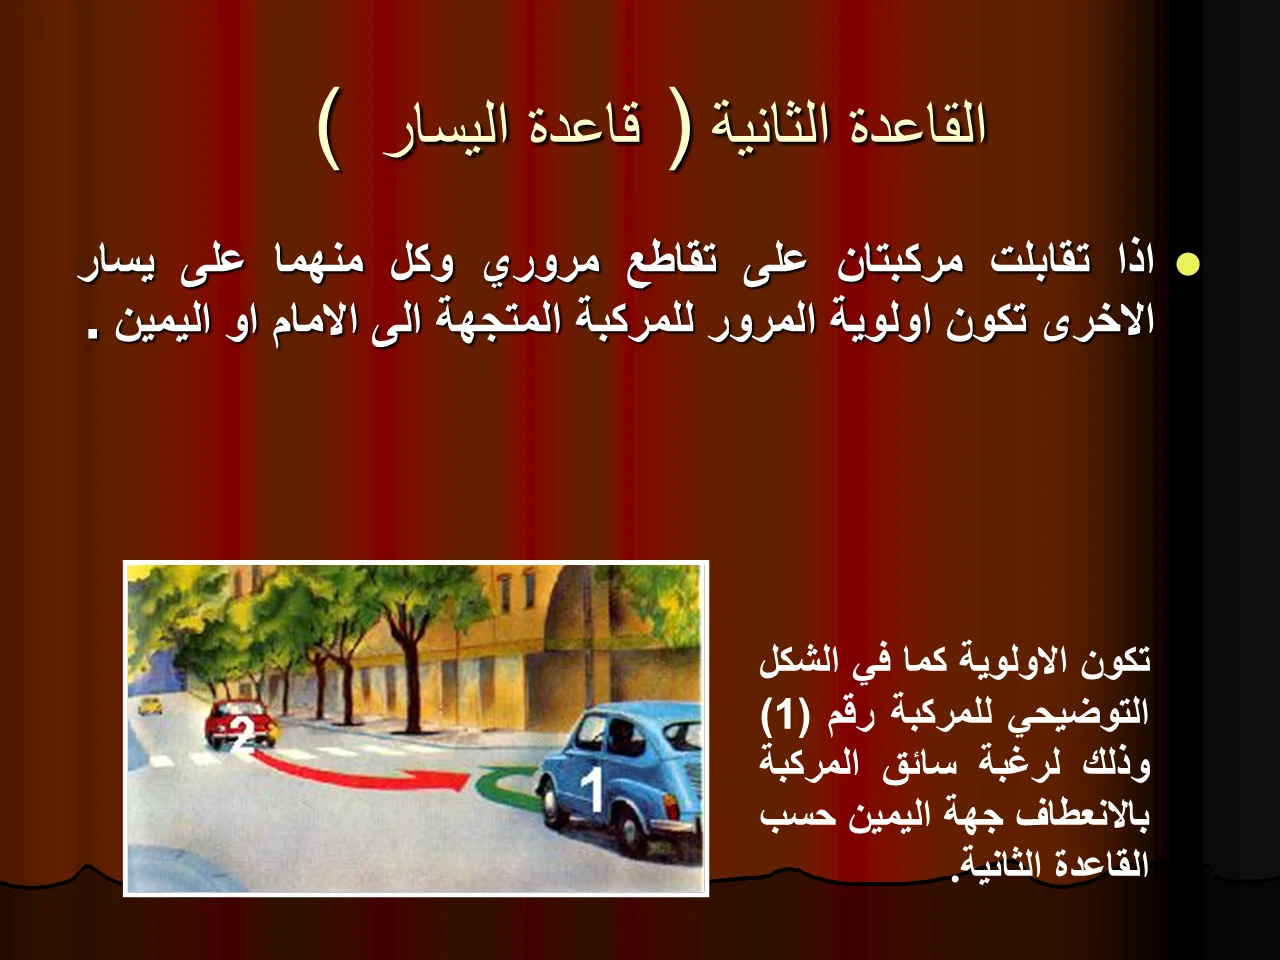 القاعدة الثانية ( قاعدة اليسار )
● اذا تقابلت مركبتان على تقاطع مروري وكل منهما على يسار
الاخرى تكون اولوية المرور للمركبة المتجهة الى الامام او اليمين .
تكون الاولوية كما في الشكل
التوضيحي للمركبة رقم (1)
وذلك لرغبة سائق المركبة
بالانعطاف جهة اليمين حسب
القاعدة الثانية.
2
1